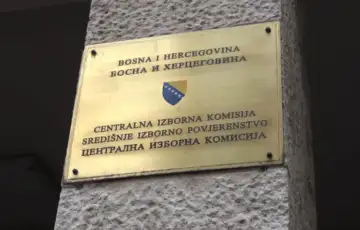 BOSNA I HERCEGOVINA
БОСНА И ХЕРЦЕГОВИНА
CENTRALNA IZBORNA KOMISIJA
SREDIŠNJE IZBORNO POVJERENSTVO
ЦЕНТРАЛНА ИЗБОРНА КОМИСИЈА